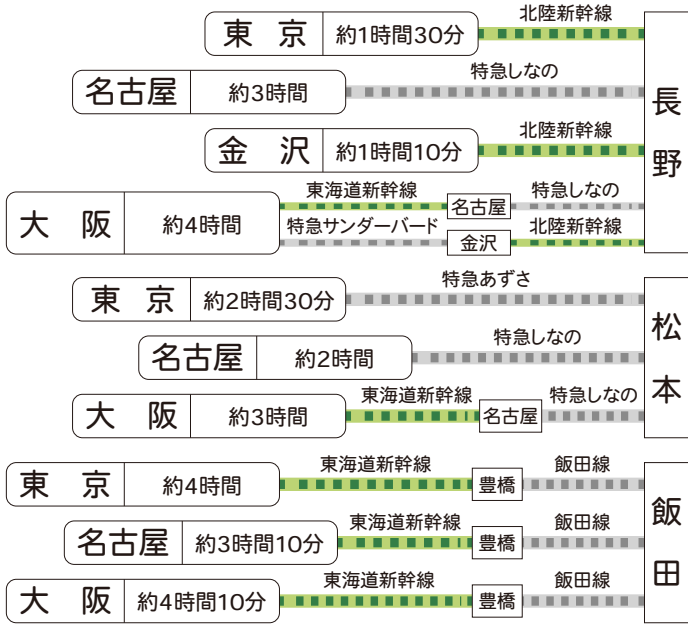 北陸新幹線
東　京 約1時間30分
特急しなの
名古屋 約3時間
北陸新幹線
金　沢 約1時間10分
長野
東海道新幹線 名古屋 特急しなの
大　阪 約4時間
特急サンダーバード 金沢 北陸新幹線
特急あずさ
東　京 約2時間30分
特急しなの
名古屋 約2時間
松本
東海道新幹線 名古屋 特急しなの
大　阪 約3時間
東海道新幹線 豊橋 飯田線
東　京 約4時間
東海道新幹線 豊橋 飯田線
名古屋 約3時間10分
飯田
東海道新幹線 豊橋 飯田線
大　阪 約4時間10分